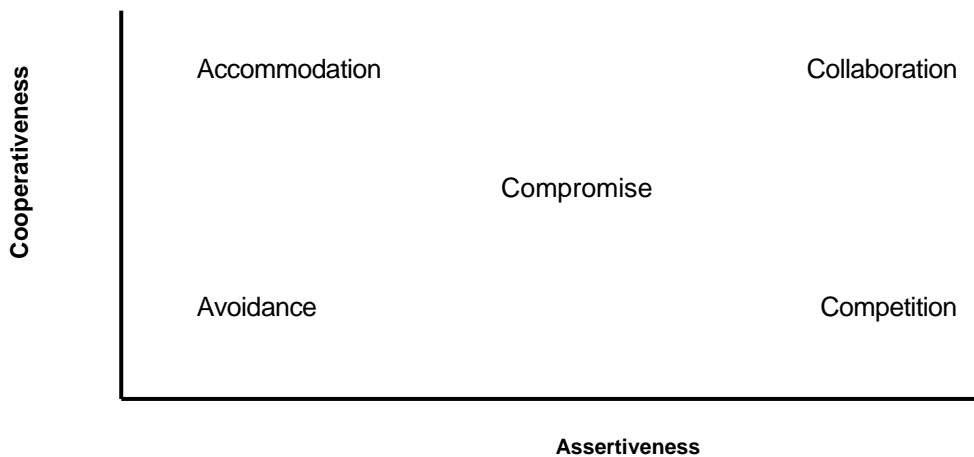 Cooperativeness
Accommodation
Collaboration
Compromise
Avoidance
Competition
Assertiveness